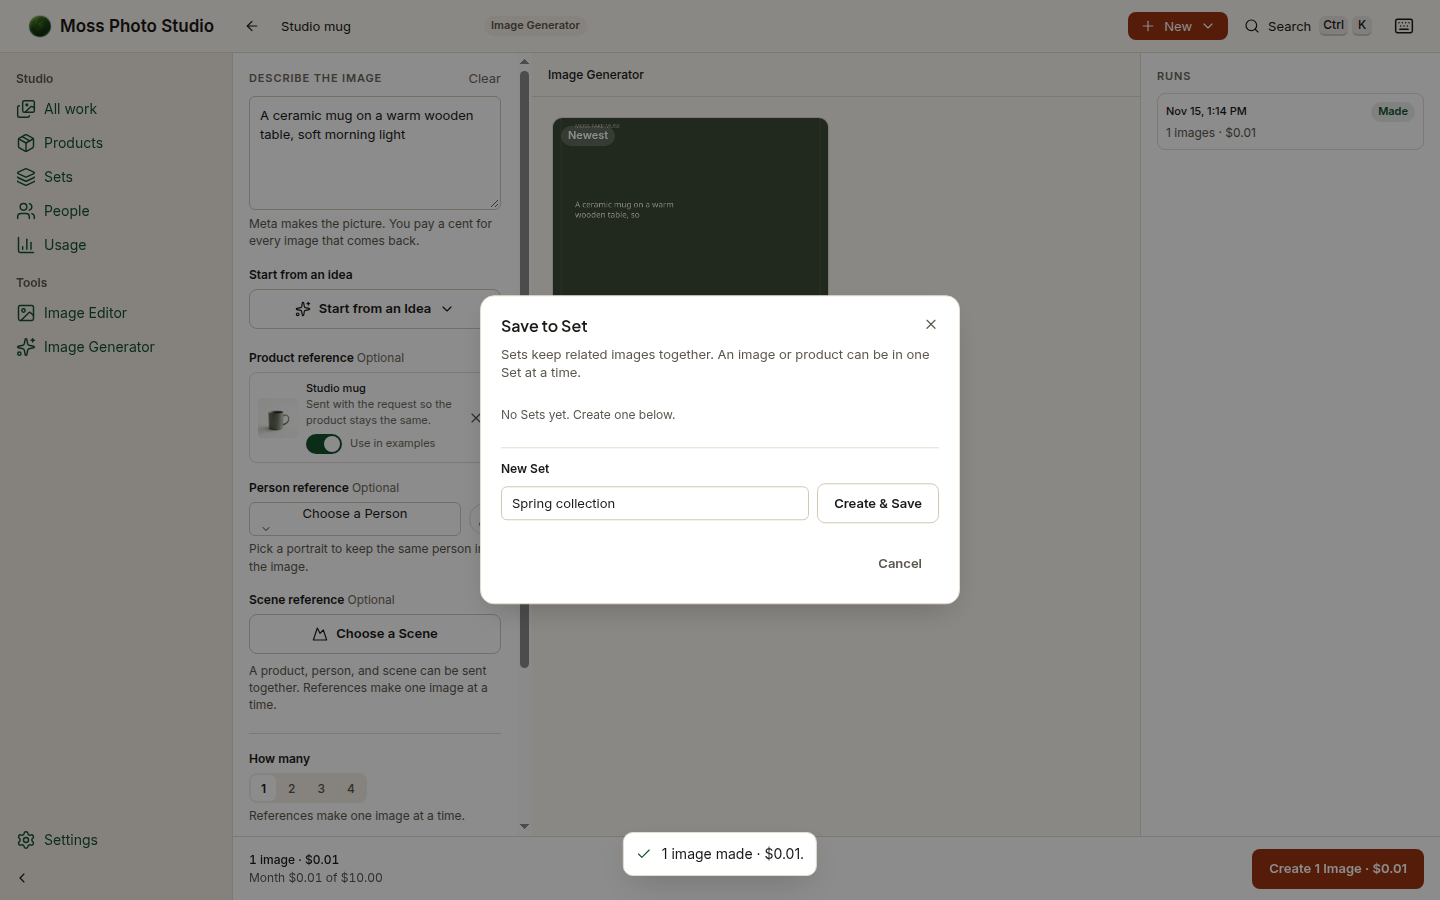 Moss Photo Studio
Studio mug
Image Generator
New
Search
Ctrl
K
Studio
All work
Products
Sets
People
Usage
Tools
Image Editor
Image Generator
Settings
DESCRIBE THE IMAGE
Clear
A ceramic mug on a warm wooden
table, soft morning light
Meta makes the picture. You pay a cent for
every image that comes back.
Start from an idea
Start from an Idea
Product reference Optional
Studio mug
Sent with the request so the
product stays the same.
Use in examples
Person reference Optional
Choose a Person
Pick a portrait to keep the same person in
the image.
Scene reference Optional
Choose a Scene
A product, person, and scene can be sent
together. References make one image at a
time.
How many
1
2
3
4
References make one image at a time.
1 image · $0.01
Month $0.01 of $10.00
Image Generator
Newest
A ceramic mug on a warm
wooden table, so
Save to Set
Sets keep related images together. An image or product can be in one
Set at a time.
No Sets yet. Create one below.
New Set
Spring collection
Create & Save
Cancel
1 image made · $0.01.
RUNS
Nov 15, 1:14 PM
Made
1 images · $0.01
Create 1 Image · $0.01